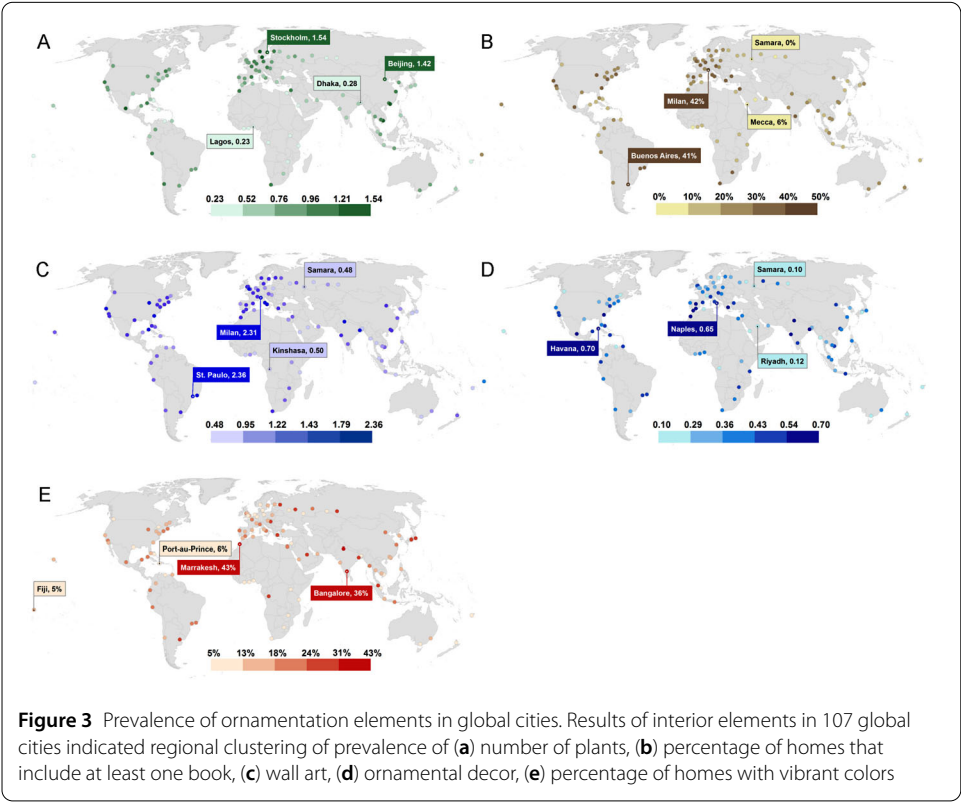 A
Stockholm, 1.54
Beijing, 1.42
Dhaka, 0.28
Lagos, 0.23
0.23 0.52 0.76 0.96 1.21 1.54
B
Samara, 0%
Milan, 42%
Mecca, 6%
Buenos Aires, 41%
0% 10% 20% 30% 40% 50%
C
Samara, 0.48
Milan, 2.31
Kinshasa, 0.50
St. Paulo, 2.36
0.48 0.95 1.22 1.43 1.79 2.36
D
Samara, 0.10
Naples, 0.65
Havana, 0.70
Riyadh, 0.12
0.10 0.29 0.36 0.43 0.54 0.70
E
Port-au-Prince, 6%
Marrakesh, 43%
Fiji, 5%
Bangalore, 36%
5% 13% 18% 24% 31% 43%
Figure 3 Prevalence of ornamentation elements in global cities. Results of interior elements in 107 global
cities indicated regional clustering of prevalence of (a) number of plants, (b) percentage of homes that
include at least one book, (c) wall art, (d) ornamental decor, (e) percentage of homes with vibrant colors